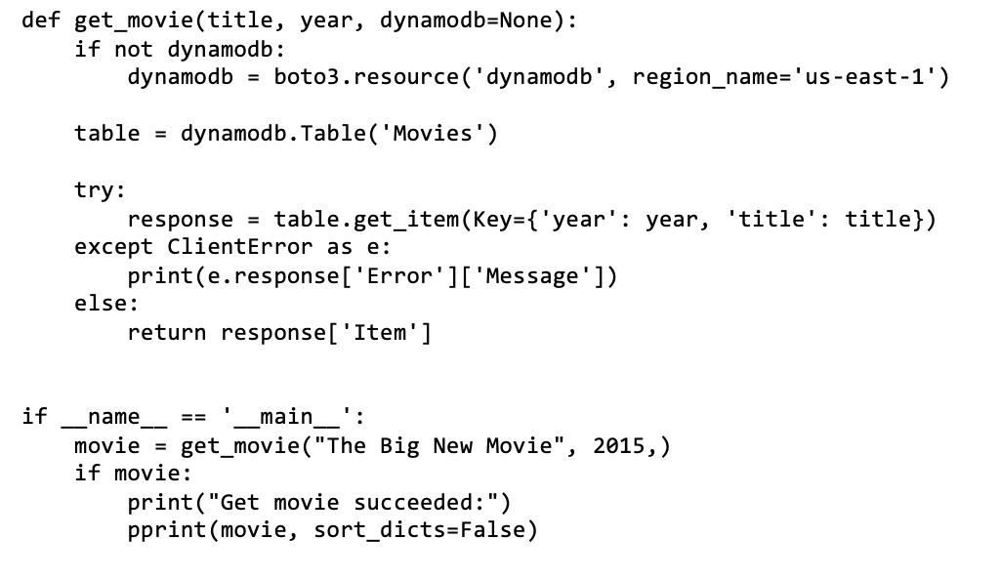 def get_movie(title, year, dynamodb=None):
    if not dynamodb:
        dynamodb = boto3.resource('dynamodb', region_name='us-east-1')
    table = dynamodb.Table('Movies')
    try:
        response = table.get_item(Key={'year': year, 'title': title})
    except ClientError as e:
        print(e.response['Error']['Message'])
    else:
        return response['Item']
if __name__ == '__main__':
    movie = get_movie("The Big New Movie", 2015,)
    if movie:
        print("Get movie succeeded:")
        pprint(movie, sort_dicts=False)